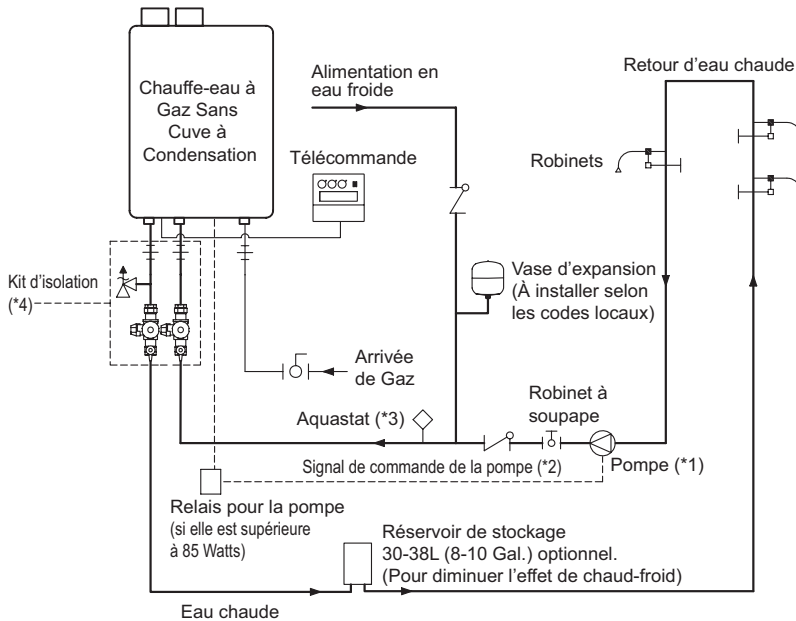 Chauffe-eau à
Gaz Sans
Cuve à
Condensation
Alimentation en
eau froide
Retour d'eau chaude
Télécommande
Robinets
Kit d'isolation
(*4)
Vase d'expansion
(À installer selon
les codes locaux)
Arrivée
de Gaz
Robinet à
soupape
Aquastat (*3)
Signal de commande de la pompe (*2)
Pompe (*1)
Relais pour la pompe
(si elle est supérieure
à 85 Watts)
Réservoir de stockage
30-38L (8-10 Gal.) optionnel.
(Pour diminuer l'effet de chaud-froid)
Eau chaude